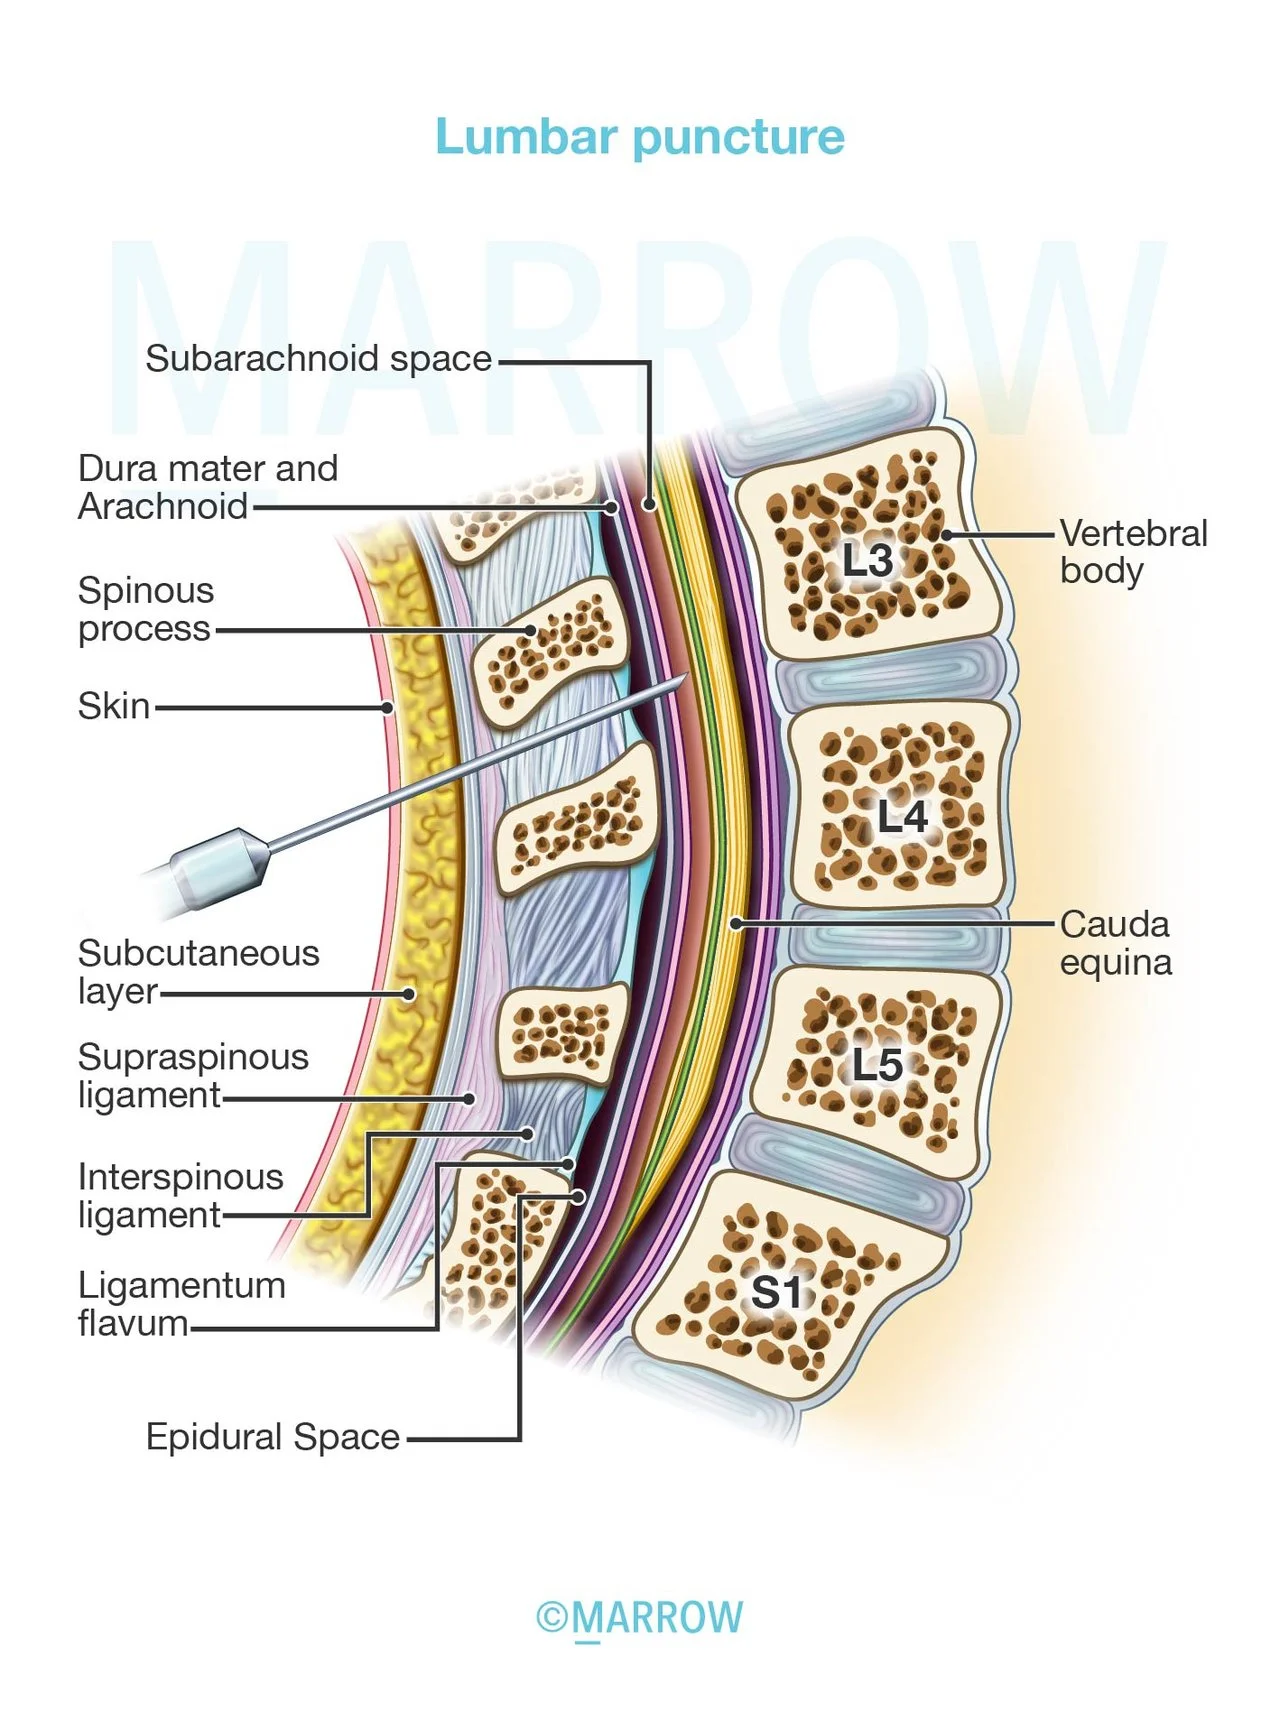 Lumbar puncture
MARROW
Subarachnoid space
Dura mater and
Arachnoid
Spinous
process
Skin
Subcutaneous
layer
Supraspinous
ligament
Interspinous
ligament
Ligamentum
flavum
Epidural Space
L3
Vertebral
body
L4
Cauda
equina
L5
S1
©MARROW